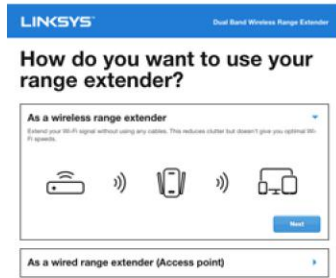 LINKSYS
Dual Band Wireless Range Extender
How do you want to use your
range extender?
As a wireless range extender
Extend your Wi-Fi signal without using any cables. This reduces clutter but doesn't give you optimal Wi-
Fi speeds.
Next
As a wired range extender (Access point)